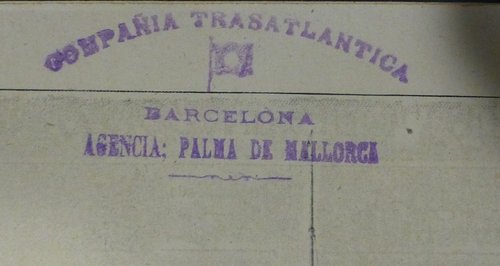 COMPAÑIA TRASATLANTICA
BARCELONA
AGENCIA: PALMA DE MALLORCA